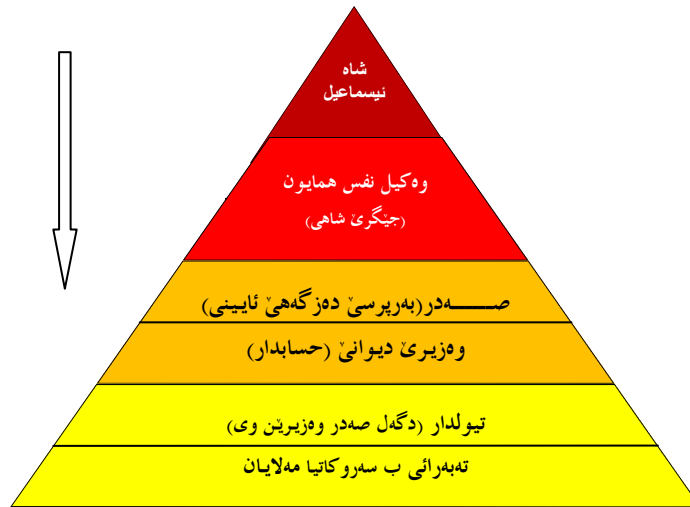 شاه
ئیسماعیل
وەکیل نفس همایون
(جێگرێ شاهی)
صـــــەدر(بەرپرسێ دەزگەهێ ئایینی)
وەزیرێ دیوانێ (حسابدار)
تیولدار (دگەل صەدر وەزیرێن وی)
تەبەرائی ب سەروکاتیا مەلایان